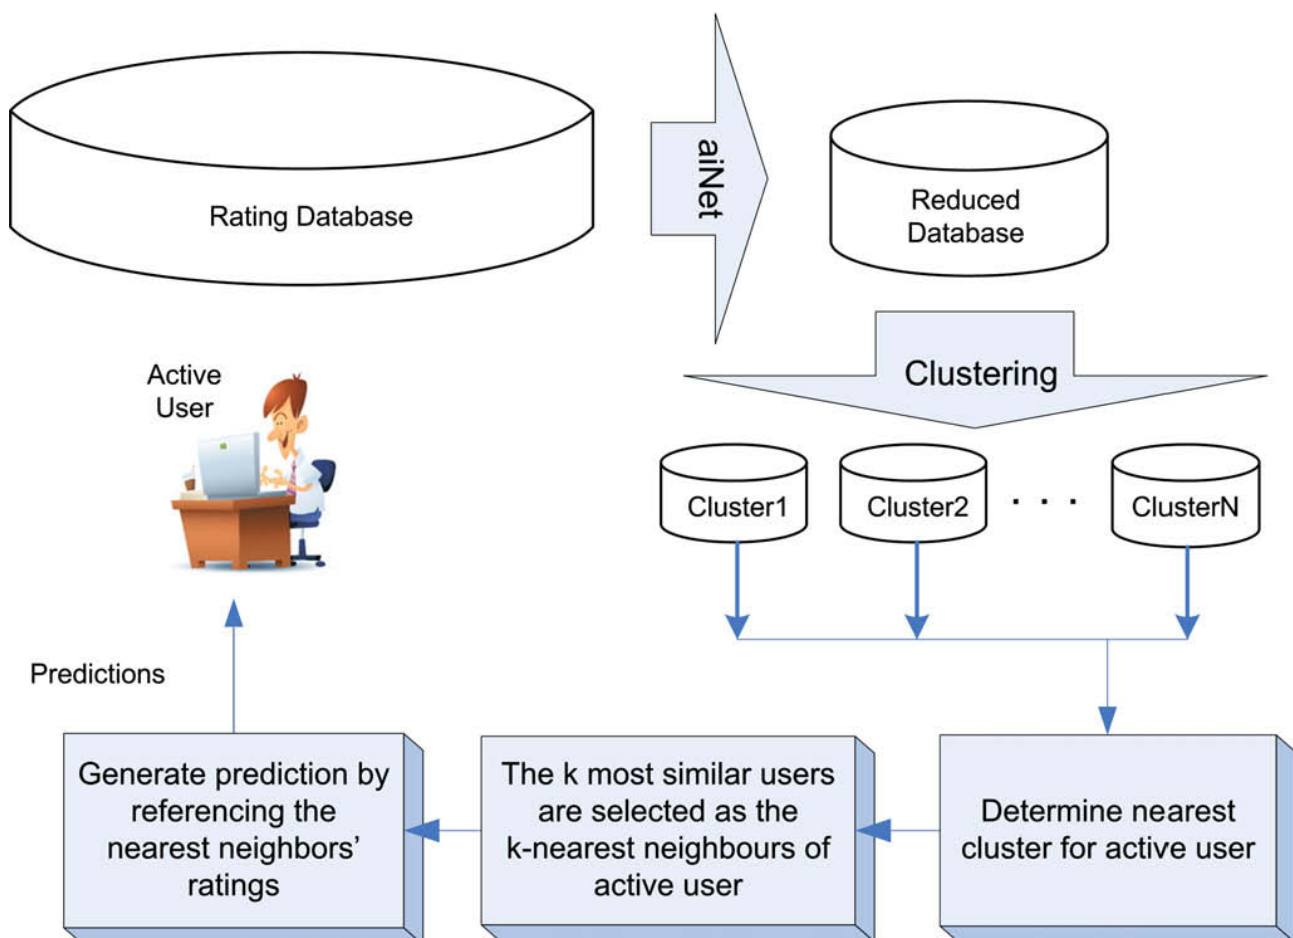 Rating Database
aiNet
Reduced
Database
Clustering
Active
User
Cluster1
Cluster2
. . .
ClusterN
Predictions
Generate prediction by
referencing the
nearest neighbors’
ratings
The k most similar users
are selected as the
k-nearest neighbours of
active user
Determine nearest
cluster for active user